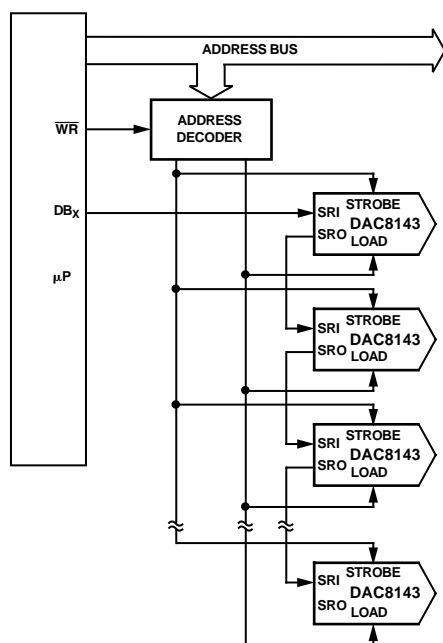 ADDRESS BUS
WR
ADDRESS
DECODER
DBX
μP
STROBE
SRI
DAC8143
SRO
LOAD
STROBE
SRI
DAC8143
SRO
LOAD
STROBE
SRI
DAC8143
SRO
LOAD
STROBE
SRI
DAC8143
SRO
LOAD